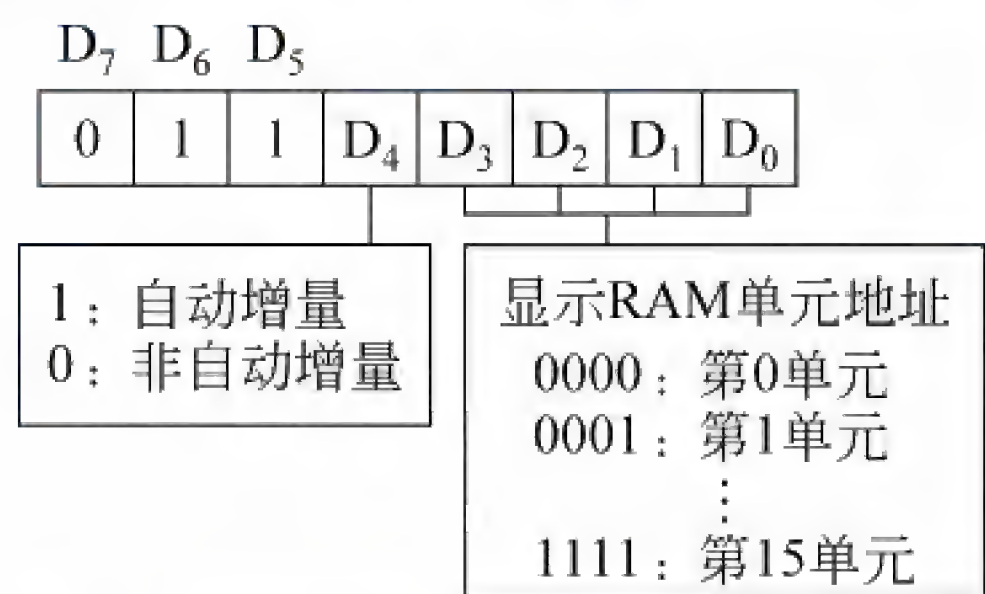 D₇ D₆ D₅
0 1 1 D₄ D₃ D₂ D₁ D₀
1：自动增量
0：非自动增量
显示RAM单元地址
0000：第0单元
0001：第1单元
⋮
1111：第15单元